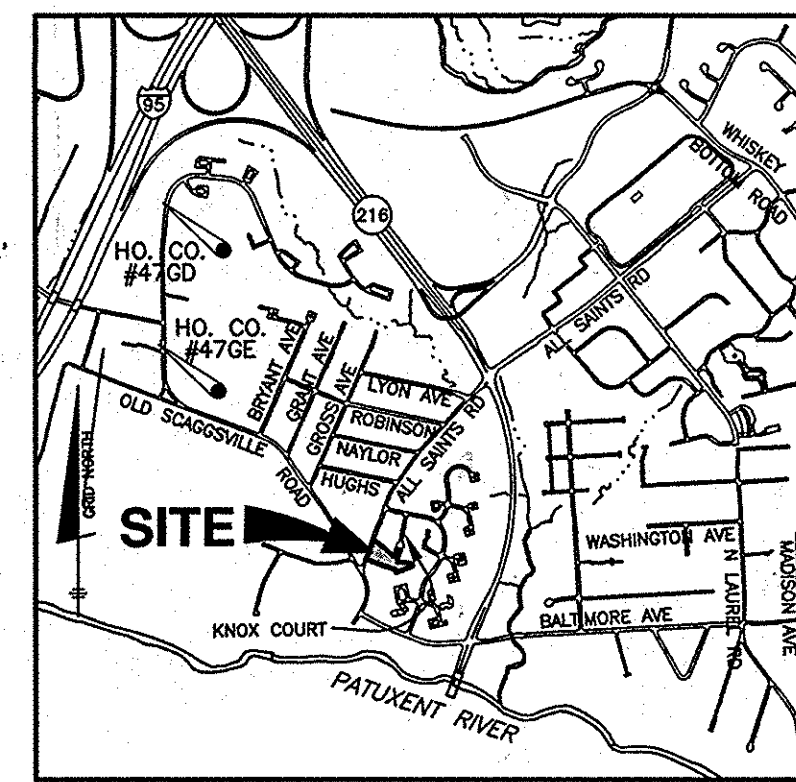 95
216
WHISKEY
BOTTOM ROAD
HO. CO.
#47GD
HO. CO.
#47GE
ALL SAINTS RD
BRYANT AVE
GRANT AVE
GROSS AVE
LYON AVE
ROBINSON
NAYLOR
HUGHS
ALL SAINTS RD
OLD SCAGGSVILLE
ROAD
GRID
SITE
WASHINGTON AVE
N LAUREL RD
MADISON AVE
BALTIMORE AVE
KNOX COURT
PATUXENT RIVER